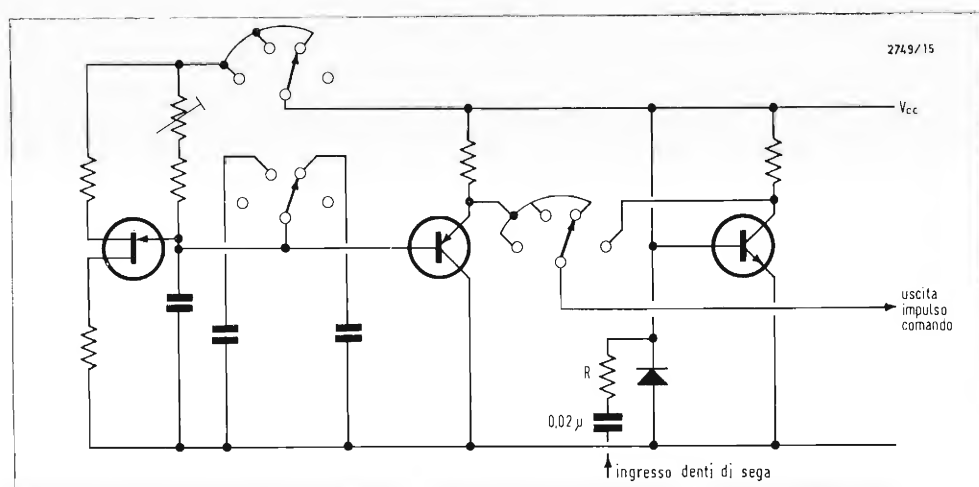 2749/15
Vcc
uscita
impulso
comando
R
0,02 µ
ingresso denti di sega